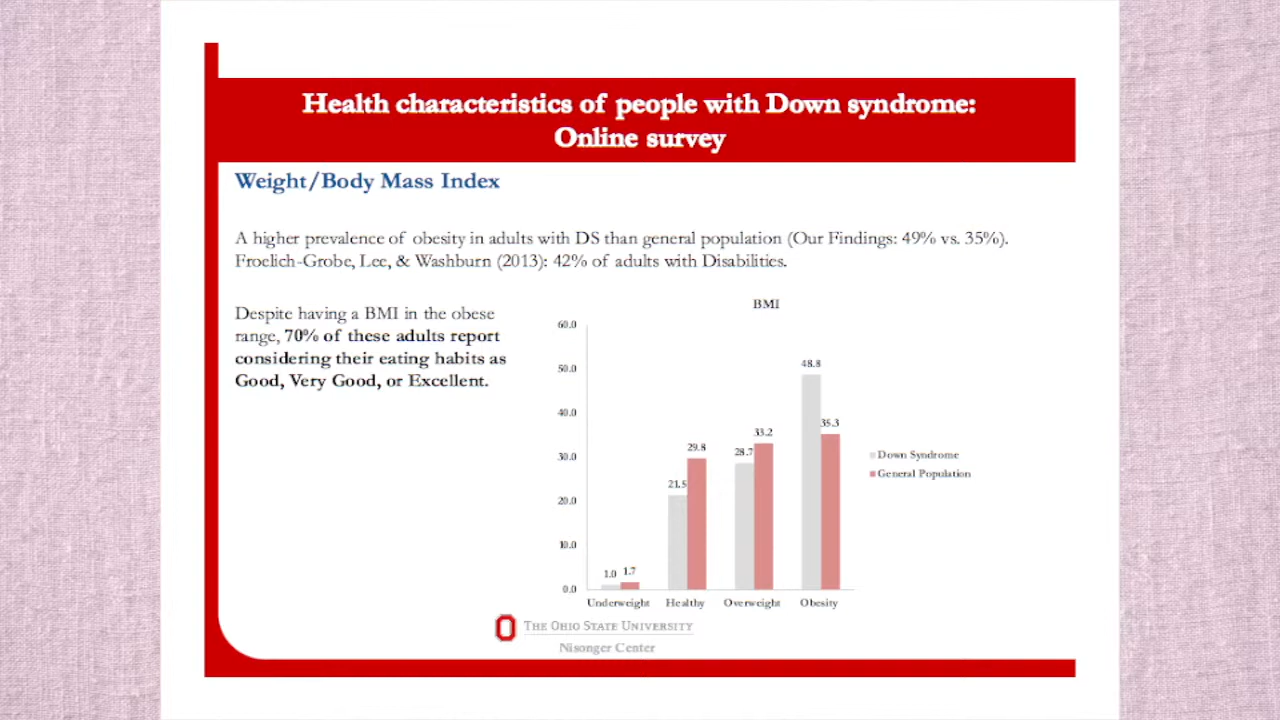 Health characteristics of people with Down syndrome:
Online survey
Weight/Body Mass Index
A higher prevalence of obesity in adults with DS than general population (Our Findings: 49% vs. 35%).
Froelich-Grobe, Lee, & Washburn (2013): 42% of adults with Disabilities.
Despite having a BMI in the obese
range, 70% of these adults report
considering their eating habits as
Good, Very Good, or Excellent.
BMI
60.0
50.0
40.0
30.0
20.0
10.0
0.0
1.0
1.7
21.5
29.8
28.7
33.2
48.8
35.3
Underweight
Healthy
Overweight
Obesity
Down Syndrome
General Population
THE OHIO STATE UNIVERSITY
Nisonger Center